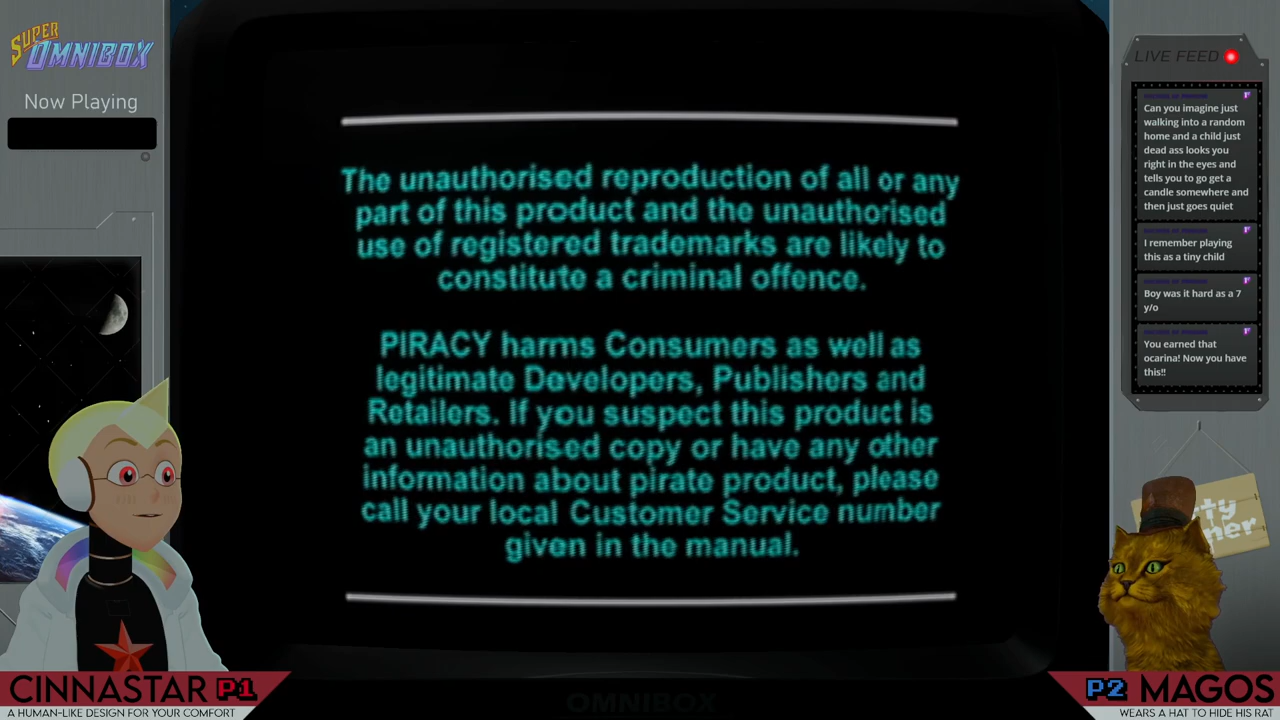 SUPER
OMNIBOX
Now Playing
The unauthorised reproduction of all or any
part of this product and the unauthorised
use of registered trademarks are likely to
constitute a criminal offence.
PIRACY harms Consumers as well as
legitimate Developers, Publishers and
Retailers. If you suspect this product is
an unauthorised copy or have any other
information about pirate product, please
call your local Customer Service number
given in the manual.
OMNIBOX
LIVE FEED
Can you imagine just
walking into a random
home and a child just
dead ass looks you
right in the eyes and
tells you to go get a
candle somewhere and
then just goes quiet
I remember playing
this as a tiny child
Boy was it hard as a 7
y/o
You earned that
ocarina! Now you have
this!!
CINNASTAR P1
A HUMAN-LIKE DESIGN FOR YOUR COMFORT
P2 MAGOS
WEARS A HAT TO HIDE HIS RAT